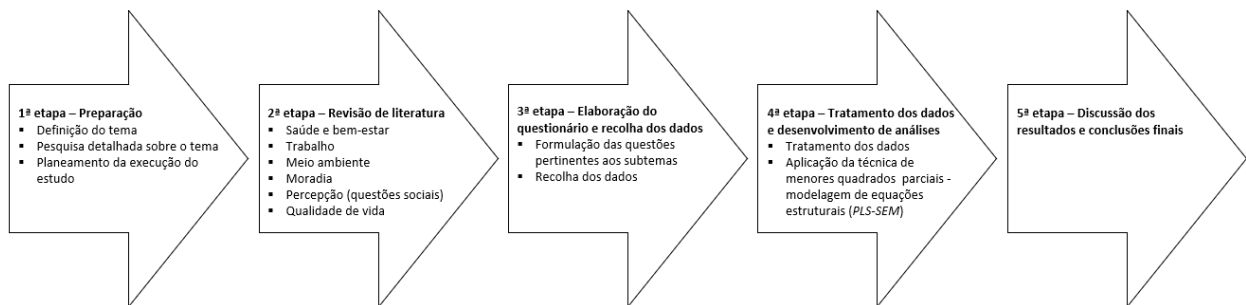 1ª etapa – Preparação
▪ Definição do tema
▪ Pesquisa detalhada sobre o tema
▪ Planeamento da execução do
estudo
2ª etapa – Revisão de literatura
▪ Saúde e bem-estar
▪ Trabalho
▪ Meio ambiente
▪ Moradia
▪ Percepção (questões sociais)
▪ Qualidade de vida
3ª etapa – Elaboração do
questionário e recolha dos dados
▪ Formulação das questões
pertinentes aos subtemas
▪ Recolha dos dados
4ª etapa – Tratamento dos dados
e desenvolvimento de análises
▪ Tratamento dos dados
▪ Aplicação da técnica de
menores quadrados parciais -
modelagem de equações
estruturais (PLS-SEM)
5ª etapa – Discussão dos
resultados e conclusões finais